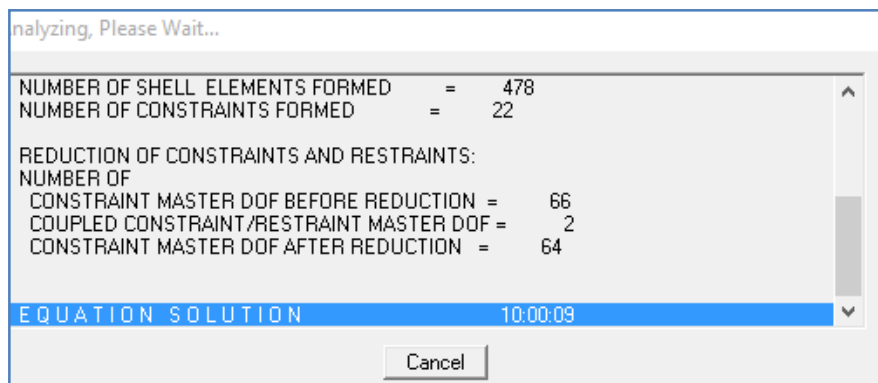 nalyzing, Please Wait...
NUMBER OF SHELL ELEMENTS FORMED = 478
NUMBER OF CONSTRAINTS FORMED = 22
REDUCTION OF CONSTRAINTS AND RESTRAINTS:
NUMBER OF
CONSTRAINT MASTER DOF BEFORE REDUCTION = 66
COUPLED CONSTRAINT/RESTRAINT MASTER DOF = 2
CONSTRAINT MASTER DOF AFTER REDUCTION = 64
E Q U A T I O N   S O L U T I O N 10:00:09
Cancel